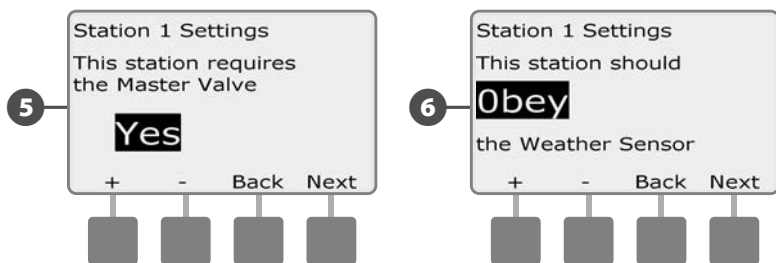 Station 1 Settings
This station requires
the Master Valve
5
Yes
+ - Back Next
Station 1 Settings
This station should
6
0bey
the Weather Sensor
+ - Back Next